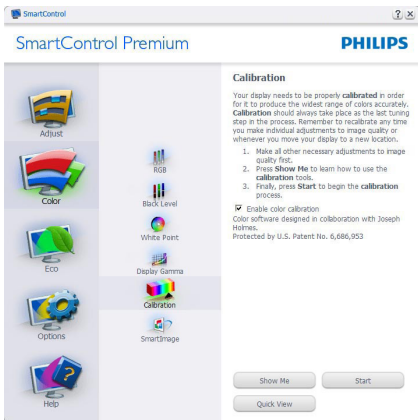 SmartControl
SmartControl Premium
PHILIPS
Adjust
Color
Eco
Options
Help
RGB
Black Level
White Point
Display Gamma
Calibration
SmartImage
Calibration
Your display needs to be properly calibrated in order
for it to produce the widest range of colors accurately.
Calibration should always take place as the last tuning
step in the process. Remember to recalibrate any time
you make individual adjustments to image quality or
whenever you move your display to a new location.
1. Make all other necessary adjustments to image
quality first.
2. Press Show Me to learn how to use the
calibration tools.
3. Finally, press Start to begin the calibration
process.
Enable color calibration
Color software designed in collaboration with Joseph
Holmes.
Protected by U.S. Patent No. 6,686,953
Show Me
Start
Quick View